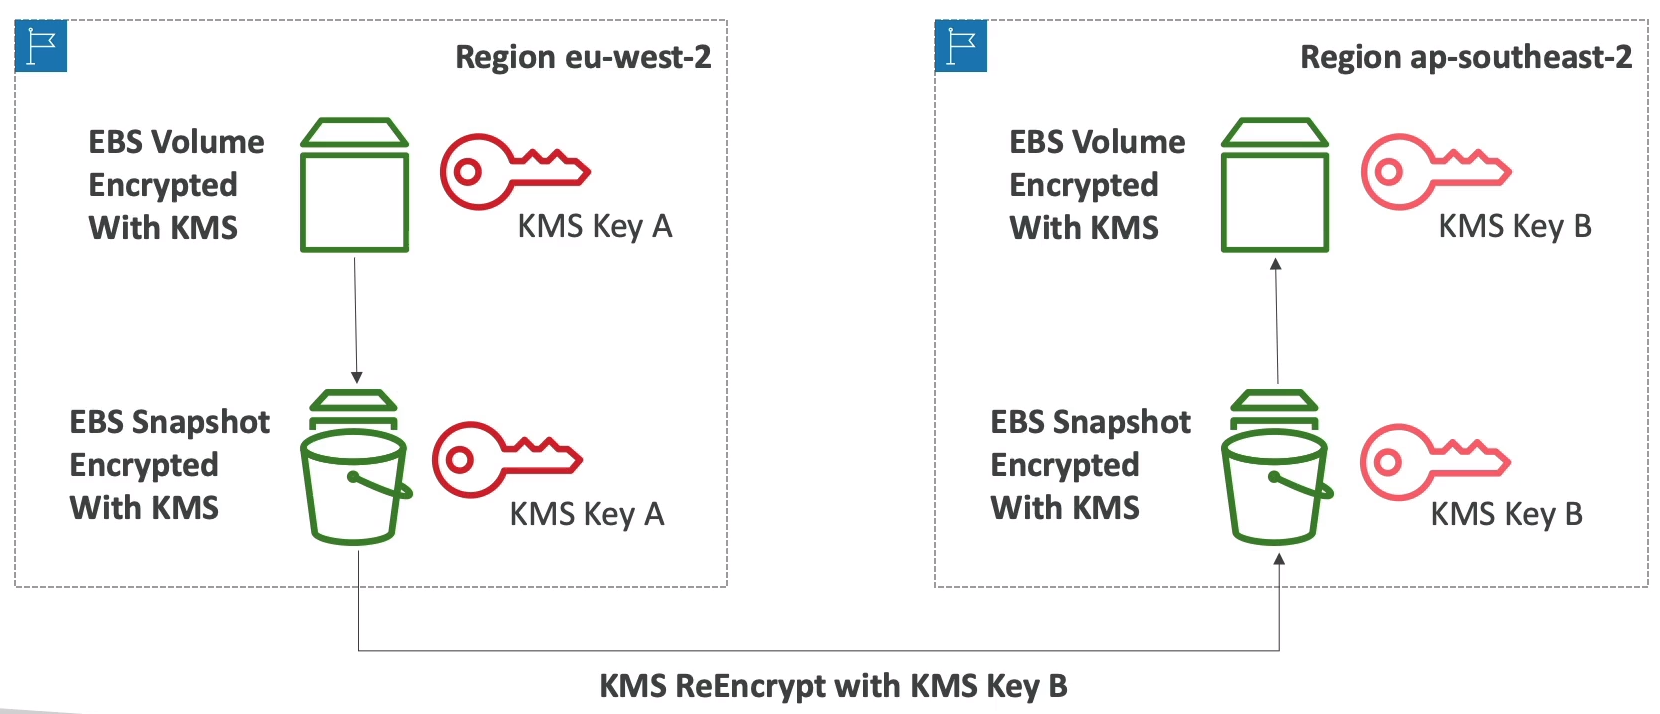 Region eu-west-2
EBS Volume
Encrypted
With KMS
KMS Key A
EBS Snapshot
Encrypted
With KMS
KMS Key A
Region ap-southeast-2
EBS Volume
Encrypted
With KMS
KMS Key B
EBS Snapshot
Encrypted
With KMS
KMS Key B
KMS ReEncrypt with KMS Key B